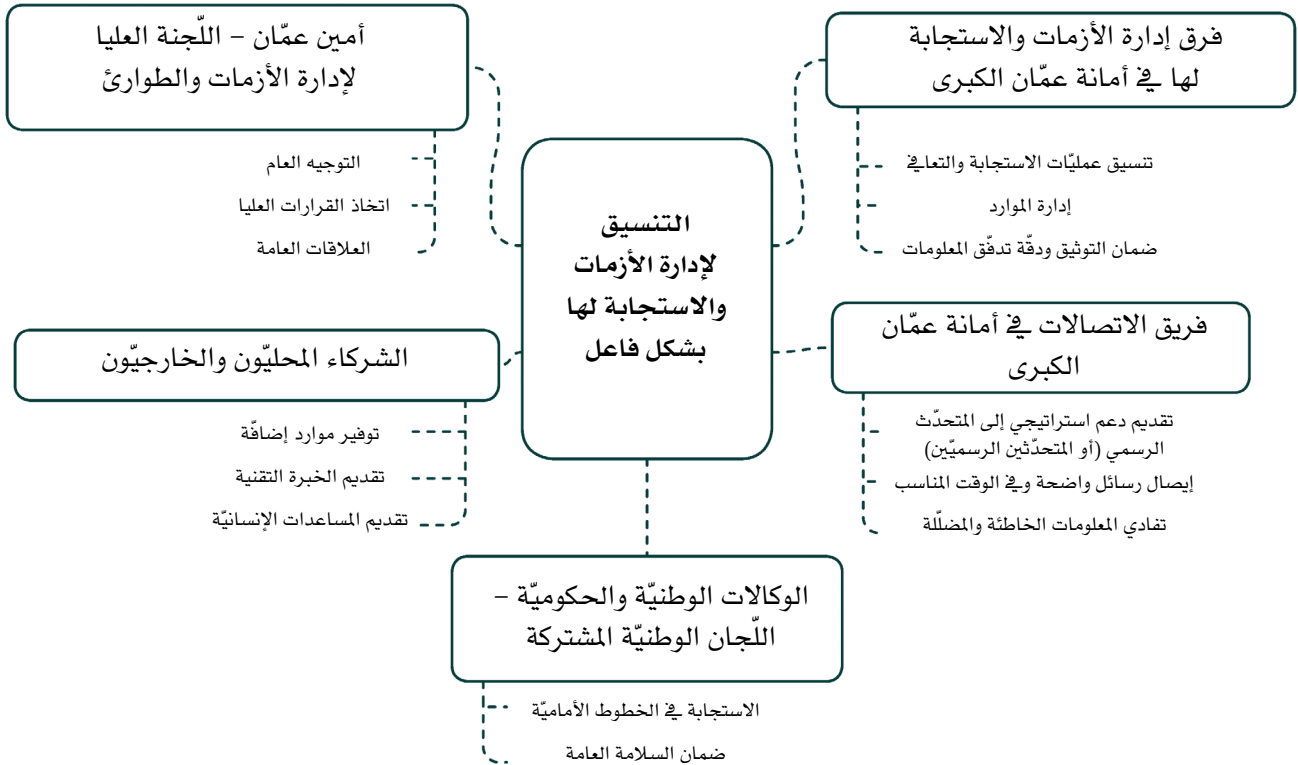 فرق إدارة الأزمات والاستجابة
لها في أمانة عمّان الكبرى
تنسيق عمليّات الاستجابة والتعافي
إدارة الموارد
ضمان التوثيق ودقّة تدفّق المعلومات
أمين عمّان – اللّجنة العليا
لإدارة الأزمات والطوارئ
التوجيه العام
اتخاذ القرارات العليا
العلاقات العامة
التنسيق
لإدارة الأزمات
والاستجابة لها
بشكل فاعل
فريق الاتصالات في أمانة عمّان
الكبرى
تقديم دعم استراتيجي إلى المتحدّث
الرسمي (أو المتحدّثين الرسميّين)
إيصال رسائل واضحة وفي الوقت المناسب
تفادي المعلومات الخاطئة والمضلّلة
الشركاء المحليّون والخارجيّون
توفير موارد إضافّة
تقديم الخبرة التقنية
تقديم المساعدات الإنسانيّة
الوكالات الوطنيّة والحكوميّة –
اللّجان الوطنيّة المشتركة
الاستجابة في الخطوط الأماميّة
ضمان السلامة العامة